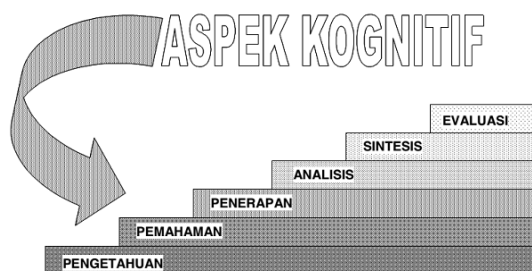 ASPEK KOGNITIF
EVALUASI
SINTESIS
ANALISIS
PENERAPAN
PEMAHAMAN
PENGETAHUAN